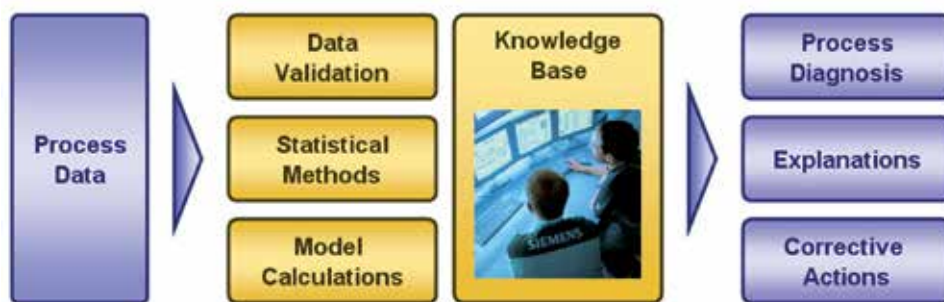 Process
Data
Data
Validation
Statistical
Methods
Model
Calculations
Knowledge
Base
SIEMENS
Process
Diagnosis
Explanations
Corrective
Actions